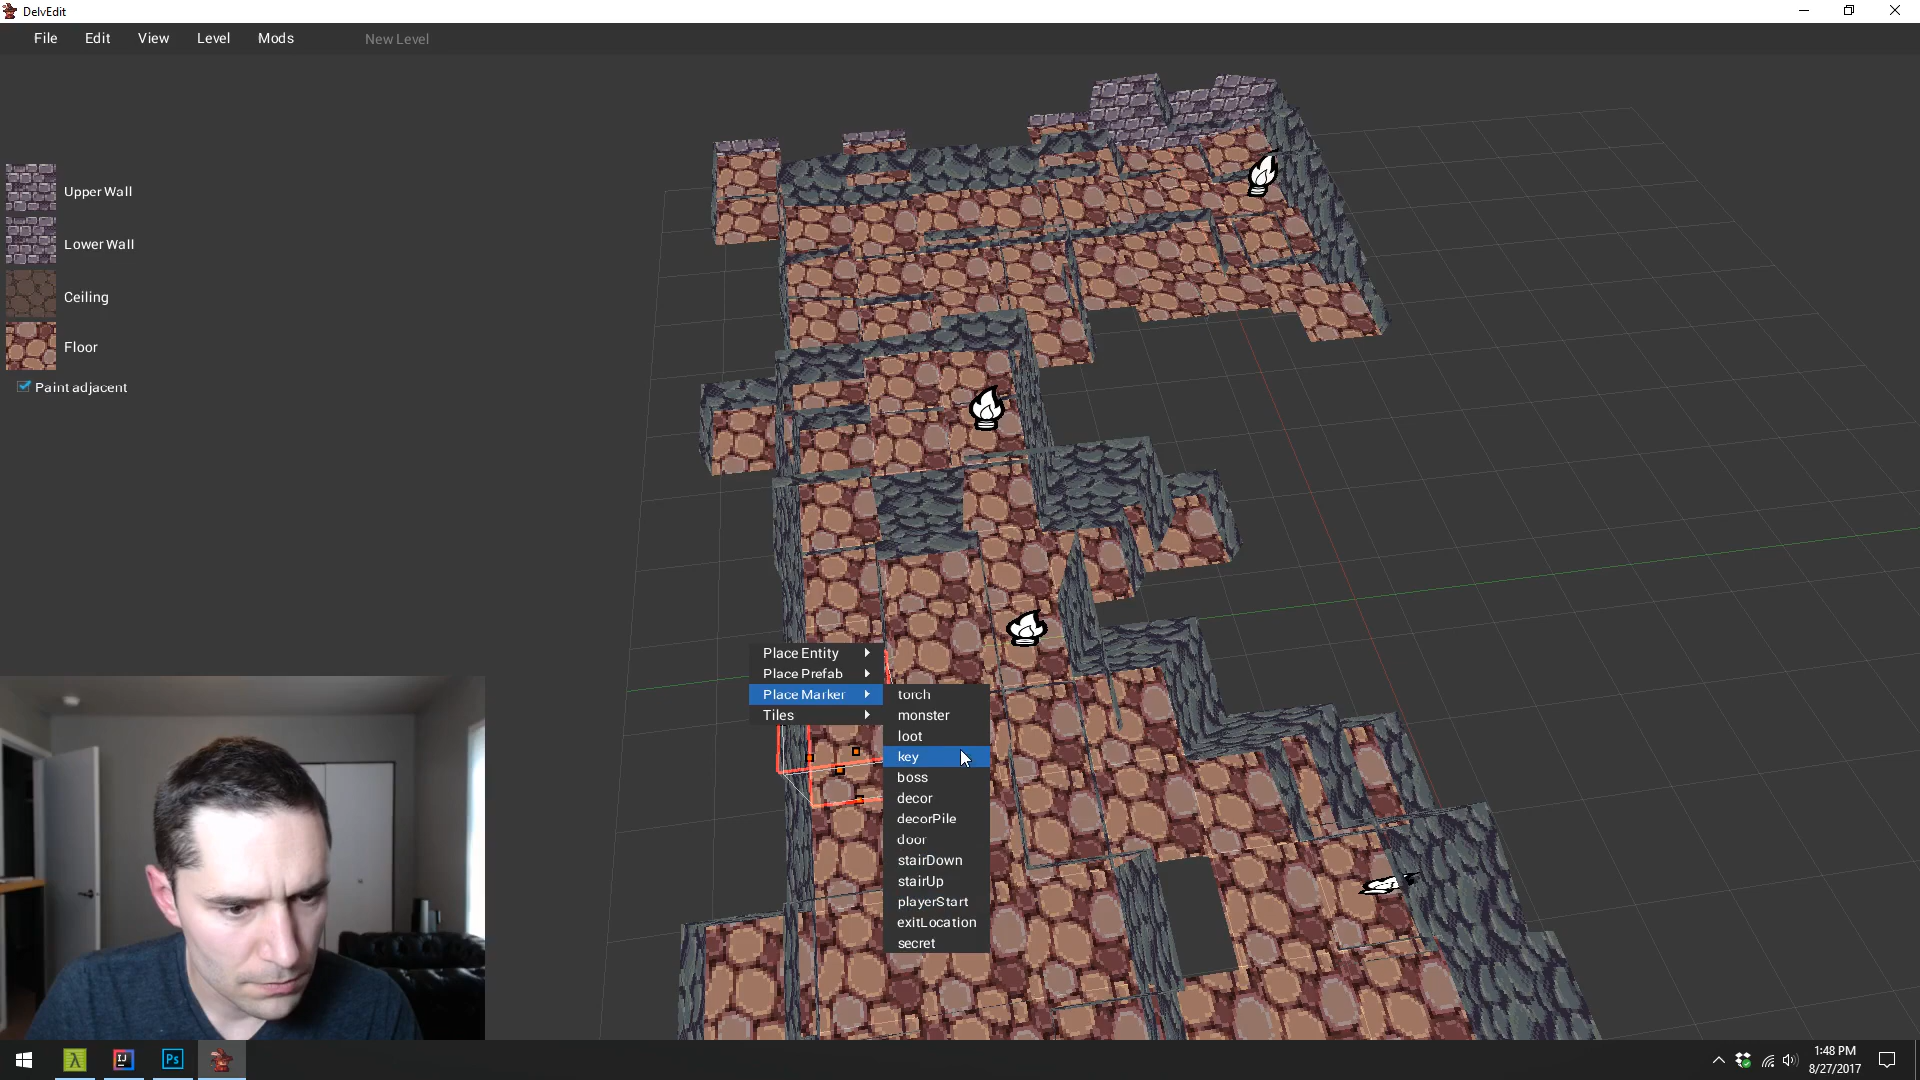 DelvEdit
File Edit View Level Mods New Level
Upper Wall
Lower Wall
Ceiling
Floor
Paint adjacent
Place Entity
Place Prefab
Place Marker
Tiles
torch
monster
loot
key
boss
decor
decorPile
door
stairDown
stairUp
playerStart
exitLocation
secret
λ
IJ
Ps
1:48 PM
8/27/2017